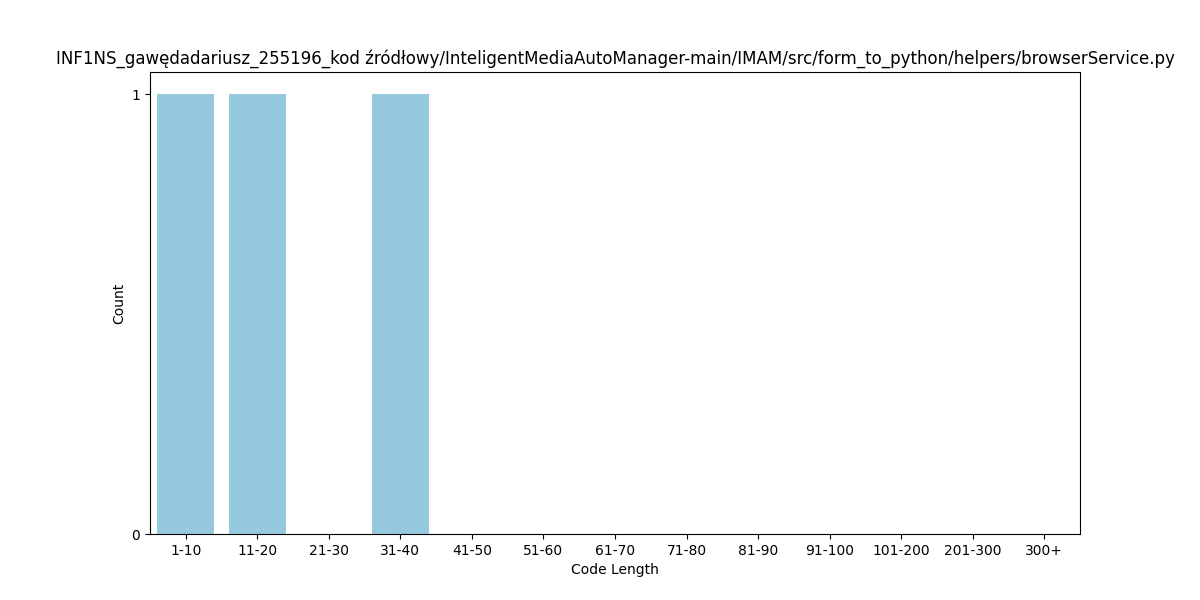 INF1NS_gawędadariusz_255196_kod źródłowy/InteligentMediaAutoManager-main/IMAM/src/form_to_python/helpers/browserService.py
1
Count
0
1-10 11-20 21-30 31-40 41-50 51-60 61-70 71-80 81-90 91-100 101-200 201-300 300+
Code Length